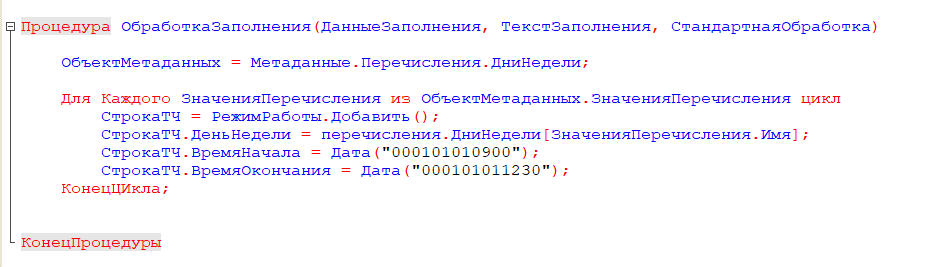 Процедура ОбработкаЗаполнения(ДанныеЗаполнения, ТекстЗаполнения, СтандартнаяОбработка)
ОбъектМетаданных = Метаданные.Перечисления.ДниНедели;
Для Каждого ЗначенияПеречисления из ОбъектМетаданных.ЗначенияПеречисления цикл
СтрокаТЧ = РежимРаботы.Добавить();
СтрокаТЧ.ДеньНедели = перечисления.ДниНедели[ЗначенияПеречисления.Имя];
СтрокаТЧ.ВремяНачала = Дата("000101010900");
СтрокаТЧ.ВремяОкончания = Дата("000101011230");
КонецЦИкла;
КонецПроцедуры